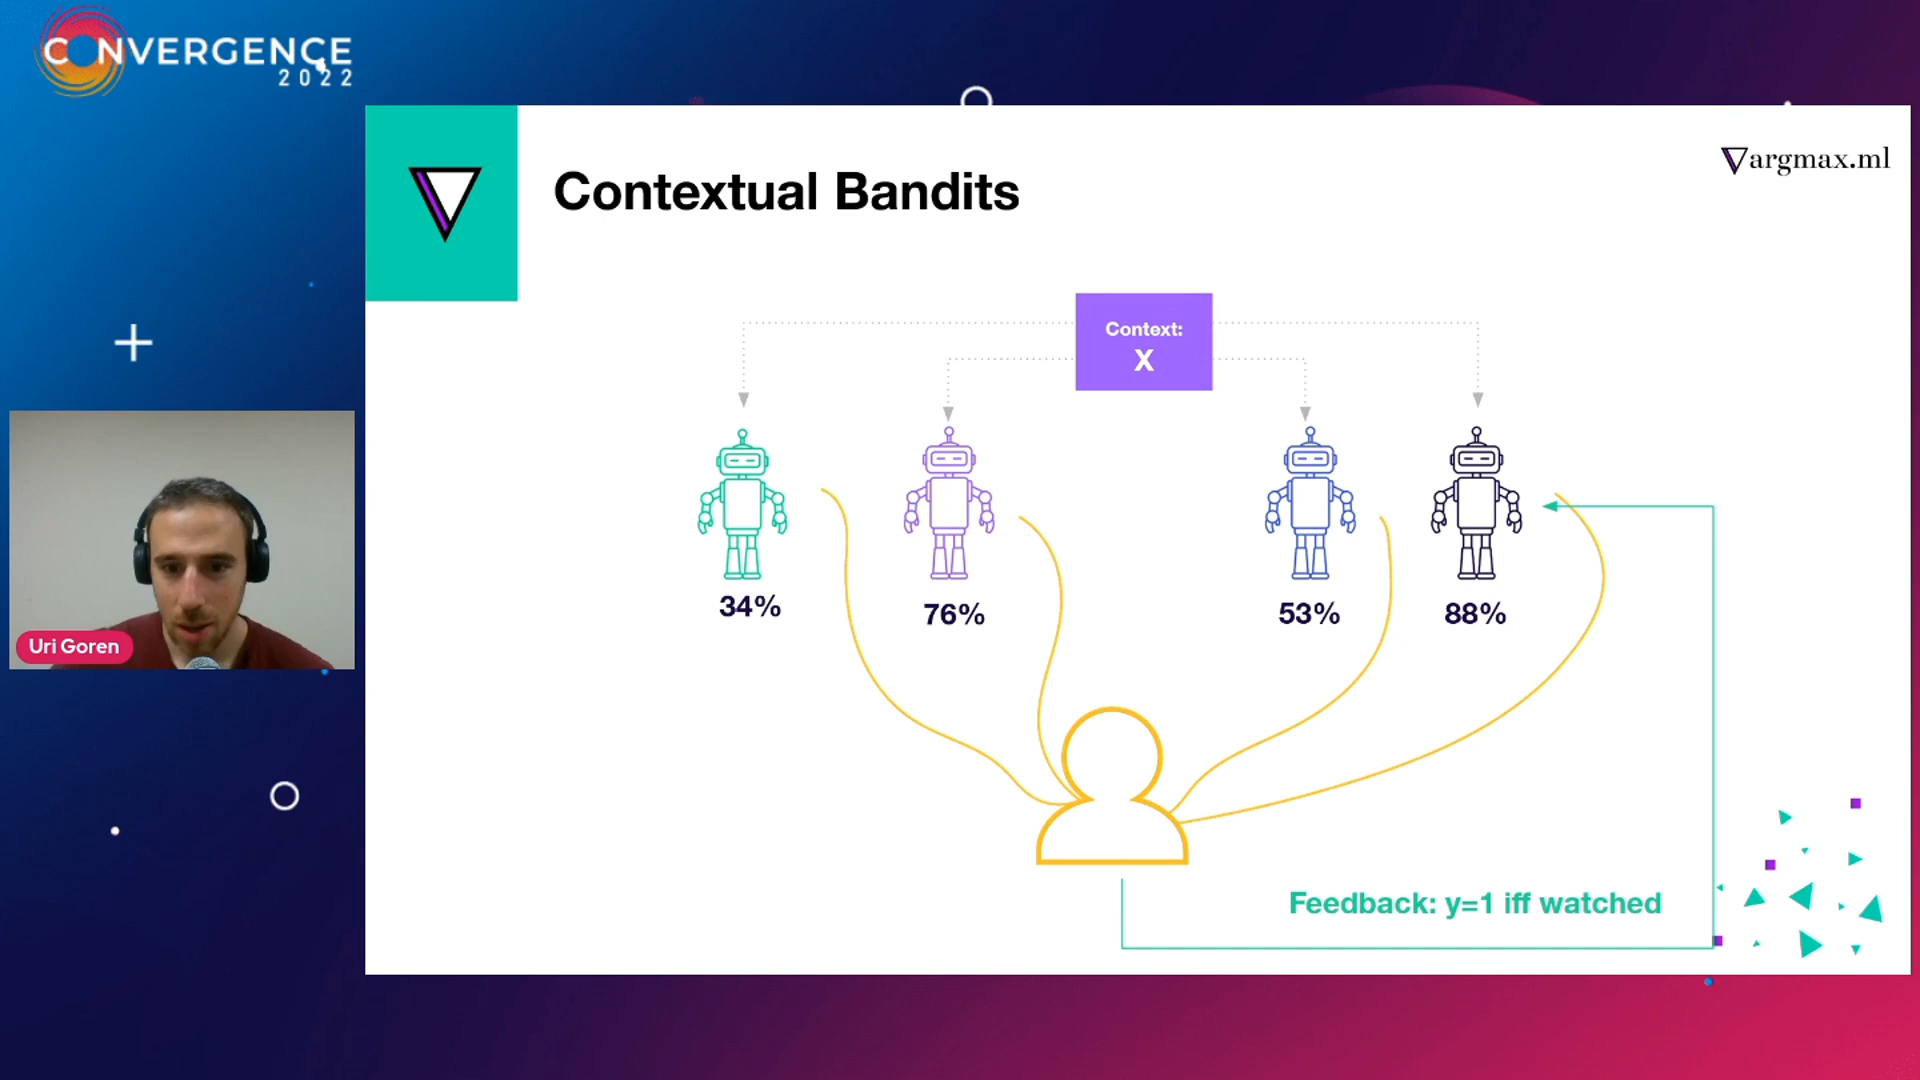 CONVERGENCE
2022
argmax.ml
Contextual Bandits
Context:
X
34%
76%
53%
88%
Uri Goren
Feedback: y=1 iff watched